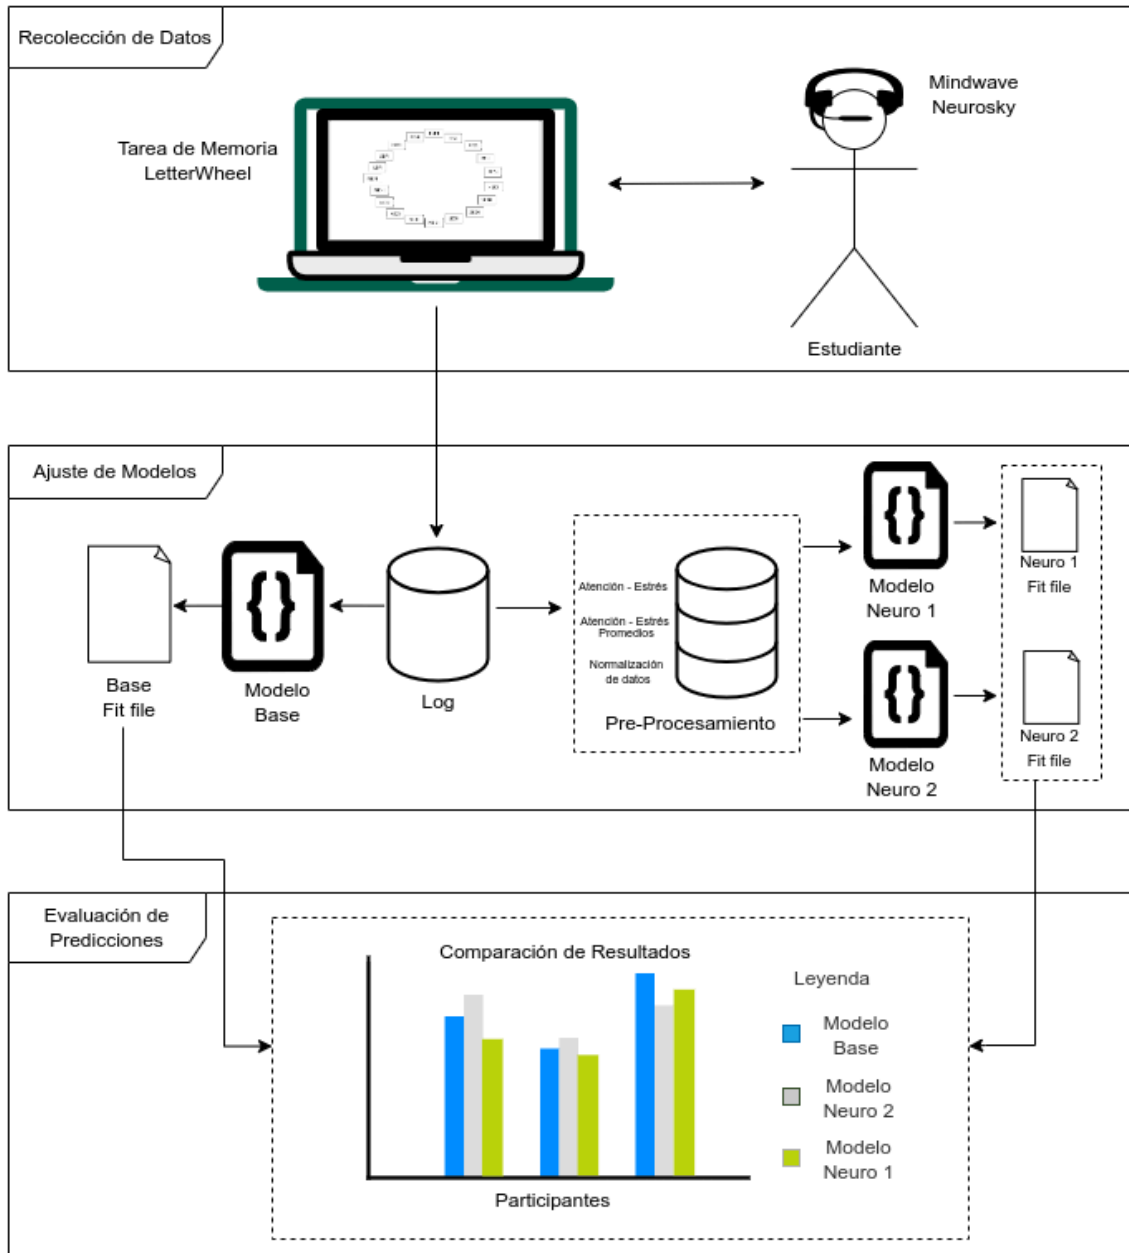 Recolección de Datos
Mindwave
Neurosky
Tarea de Memoria
LetterWheel
Estudiante
Ajuste de Modelos
Base
Fit file
Modelo
Base
Log
Atención - Estrés
Atención - Estrés
Promedios
Normalización
de datos
Pre-Procesamiento
Modelo
Neuro 1
Neuro 1
Fit file
Modelo
Neuro 2
Neuro 2
Fit file
Evaluación de
Predicciones
Comparación de Resultados
Leyenda
Modelo
Base
Modelo
Neuro 2
Modelo
Neuro 1
Participantes